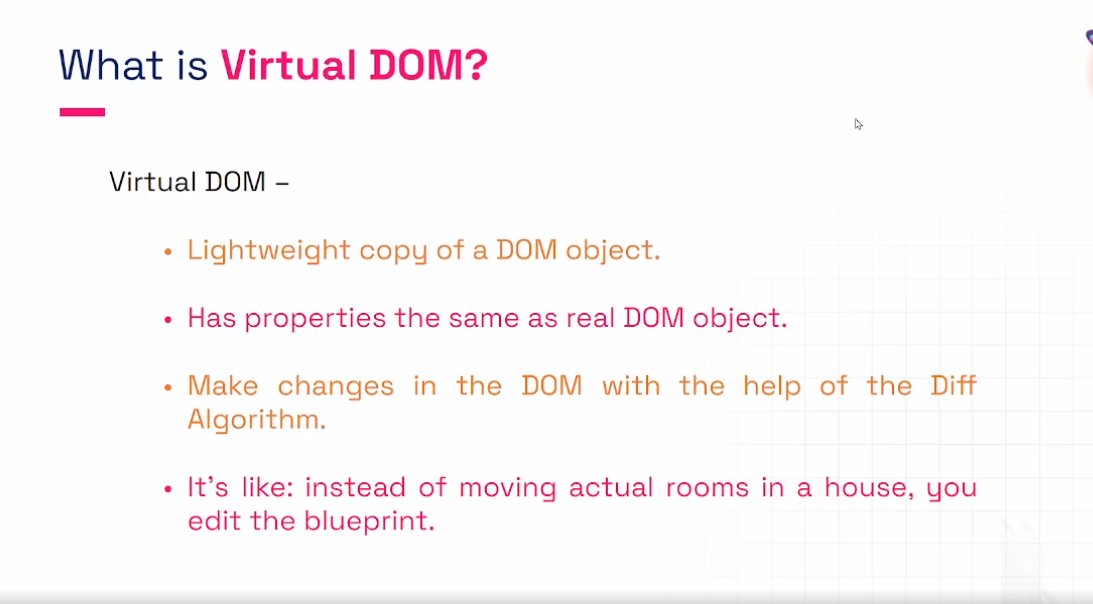 What is Virtual DOM?
Virtual DOM –
• Lightweight copy of a DOM object.
• Has properties the same as real DOM object.
• Make changes in the DOM with the help of the Diff
Algorithm.
• It's like: instead of moving actual rooms in a house, you
edit the blueprint.